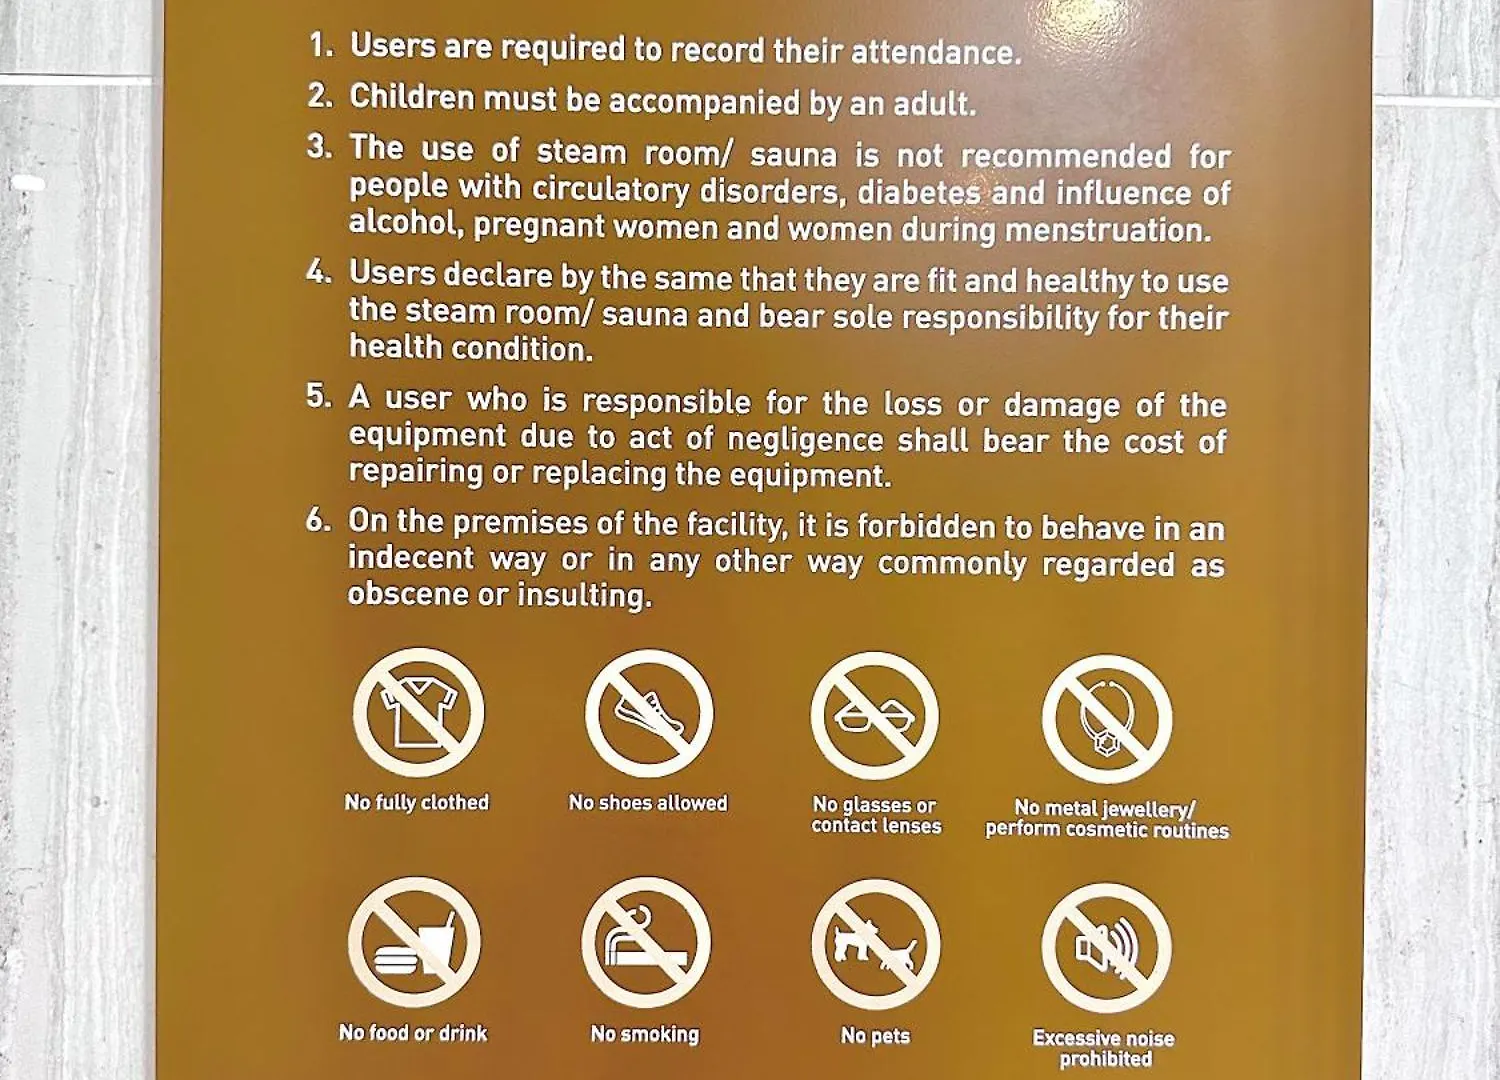 1. Users are required to record their attendance.
2. Children must be accompanied by an adult.
3. The use of steam room/ sauna is not recommended for
people with circulatory disorders, diabetes and influence of
alcohol, pregnant women and women during menstruation.
4. Users declare by the same that they are fit and healthy to use
the steam room/ sauna and bear sole responsibility for their
health condition.
5. A user who is responsible for the loss or damage of the
equipment due to act of negligence shall bear the cost of
repairing or replacing the equipment.
6. On the premises of the facility, it is forbidden to behave in an
indecent way or in any other way commonly regarded as
obscene or insulting.
No fully clothed
No shoes allowed
No glasses or
contact lenses
No metal jewellery/
perform cosmetic routines
No food or drink
No smoking
No pets
Excessive noise
prohibited